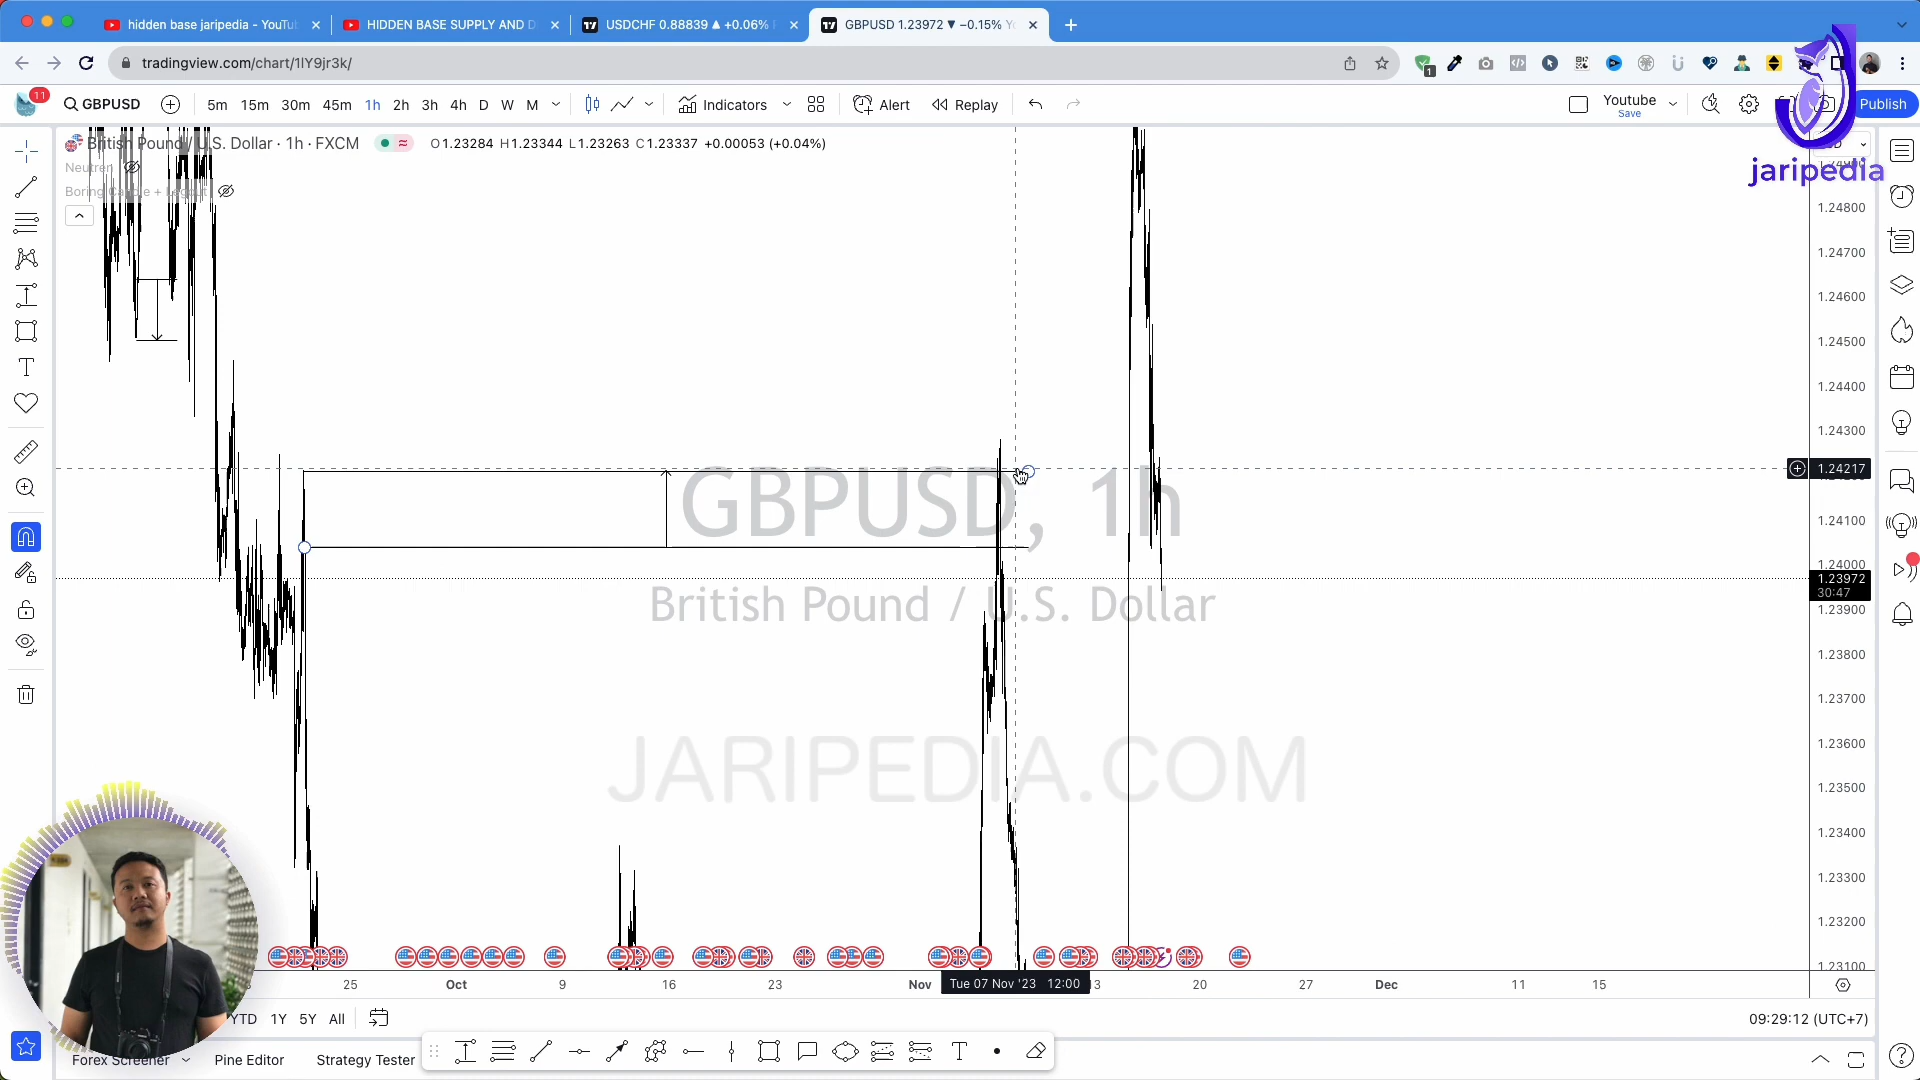 hidden base jaripedia - YouTu
HIDDEN BASE SUPPLY AND D
USDCHF 0.88839 ▲ +0.06%
GBPUSD 1.23972 ▼ −0.15%
tradingview.com/chart/1lY9jr3k/
11
GBPUSD
5m 15m 30m 45m 1h 2h 3h 4h D W M
Indicators
Alert
Replay
Youtube
Save
Publish
jaripedia
British Pound / U.S. Dollar · 1h · FXCM
O1.23284 H1.23344 L1.23263 C1.23337 +0.00053 (+0.04%)
1.24800
1.24700
1.24600
1.24500
1.24400
1.24300
1.24217
1.24100
1.24000
1.23972
30:47
1.23900
1.23800
1.23700
1.23600
1.23500
1.23400
1.23300
1.23200
1.23100
GBPUSD, 1h
British Pound / U.S. Dollar
JARIPEDIA.COM
25 Oct 9 16 23 Nov Tue 07 Nov '23 12:00 13 20 27 Dec 11 15
YTD 1Y 5Y All
09:29:12 (UTC+7)
Forex Screener
Pine Editor
Strategy Tester